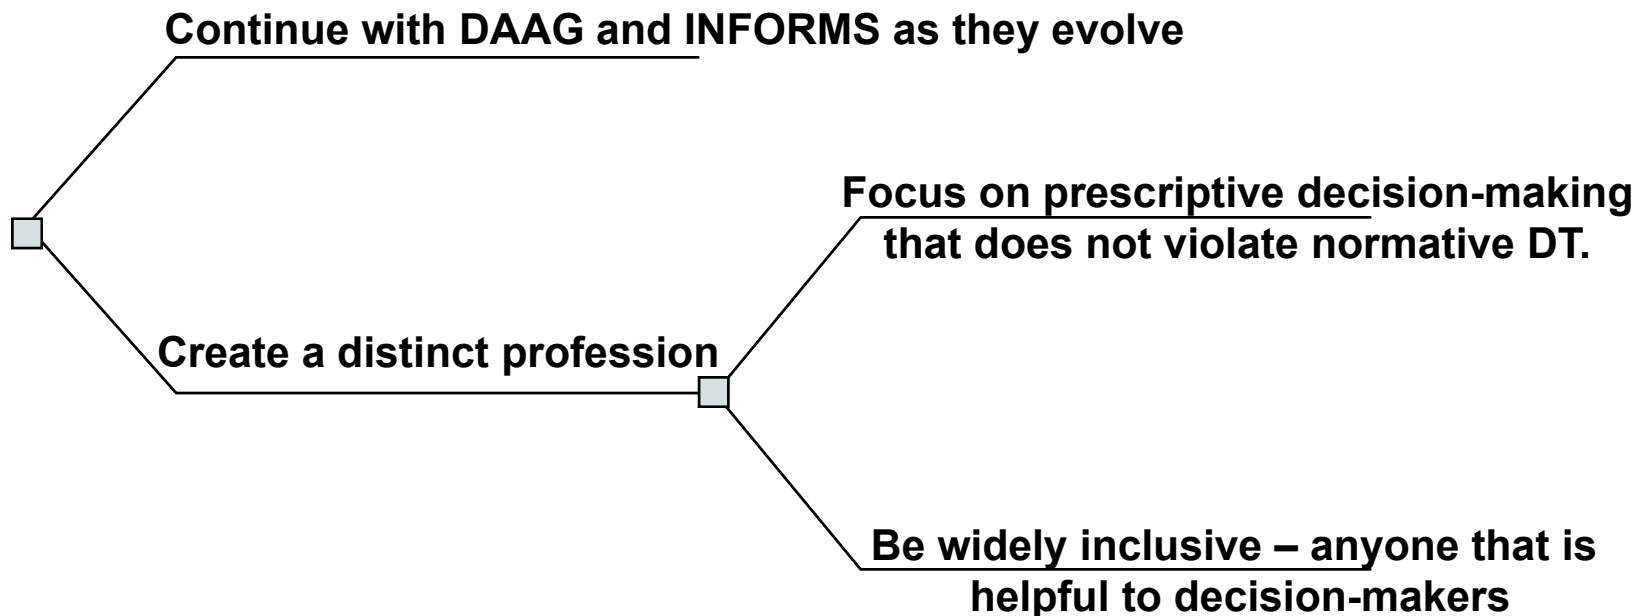 Continue with DAAG and INFORMS as they evolve
Focus on prescriptive decision-making
that does not violate normative DT.
Create a distinct profession
Be widely inclusive – anyone that is
helpful to decision-makers